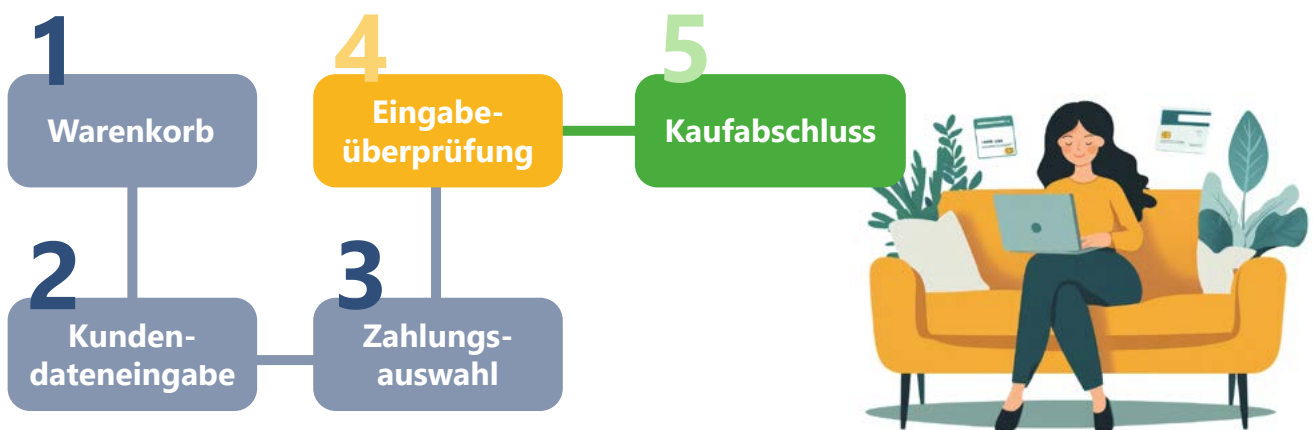 1
Warenkorb
2
Kunden-
dateneingabe
3
Zahlungs-
auswahl
4
Eingabe-
überprüfung
5
Kaufabschluss